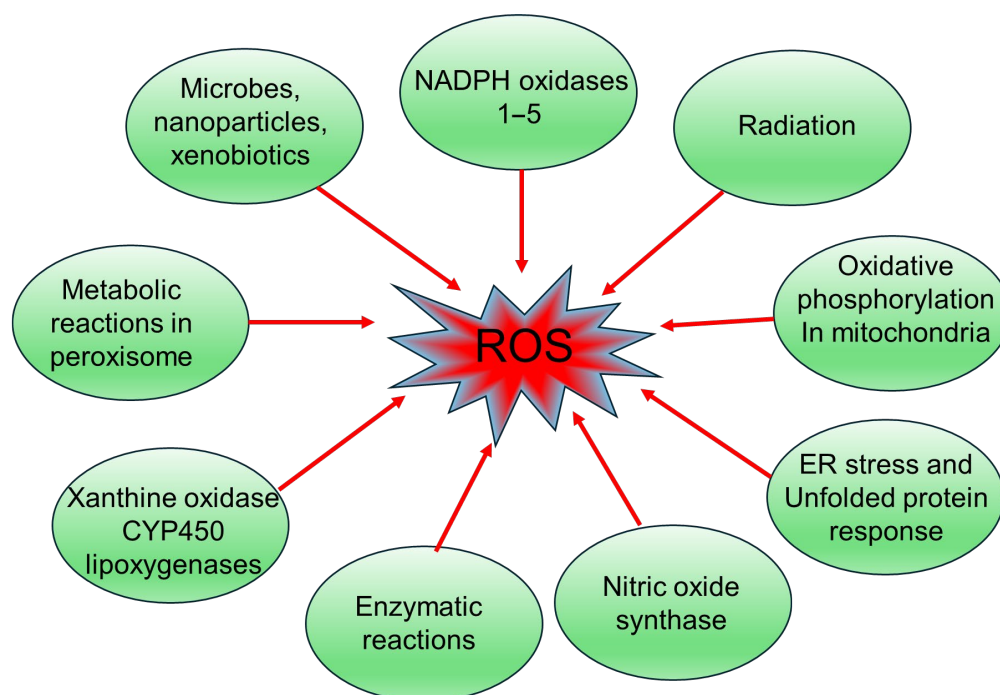 Microbes,
nanoparticles,
xenobiotics
NADPH oxidases
1–5
Radiation
Metabolic
reactions in
peroxisome
ROS
Oxidative
phosphorylation
In mitochondria
Xanthine oxidase
CYP450
lipoxygenases
Enzymatic
reactions
Nitric oxide
synthase
ER stress and
Unfolded protein
response